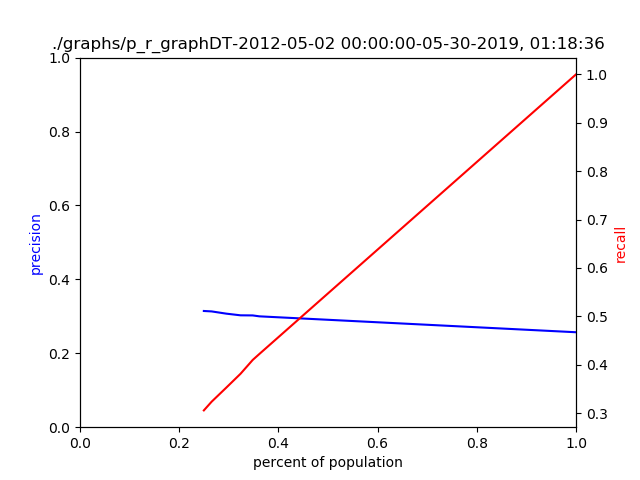 ./graphs/p_r_graphDT-2012-05-02 00:00:00-05-30-2019, 01:18:36
1.0
0.8
0.6
0.4
0.2
0.0
precision
1.0
0.9
0.8
0.7
0.6
0.5
0.4
0.3
recall
0.0 0.2 0.4 0.6 0.8 1.0
percent of population